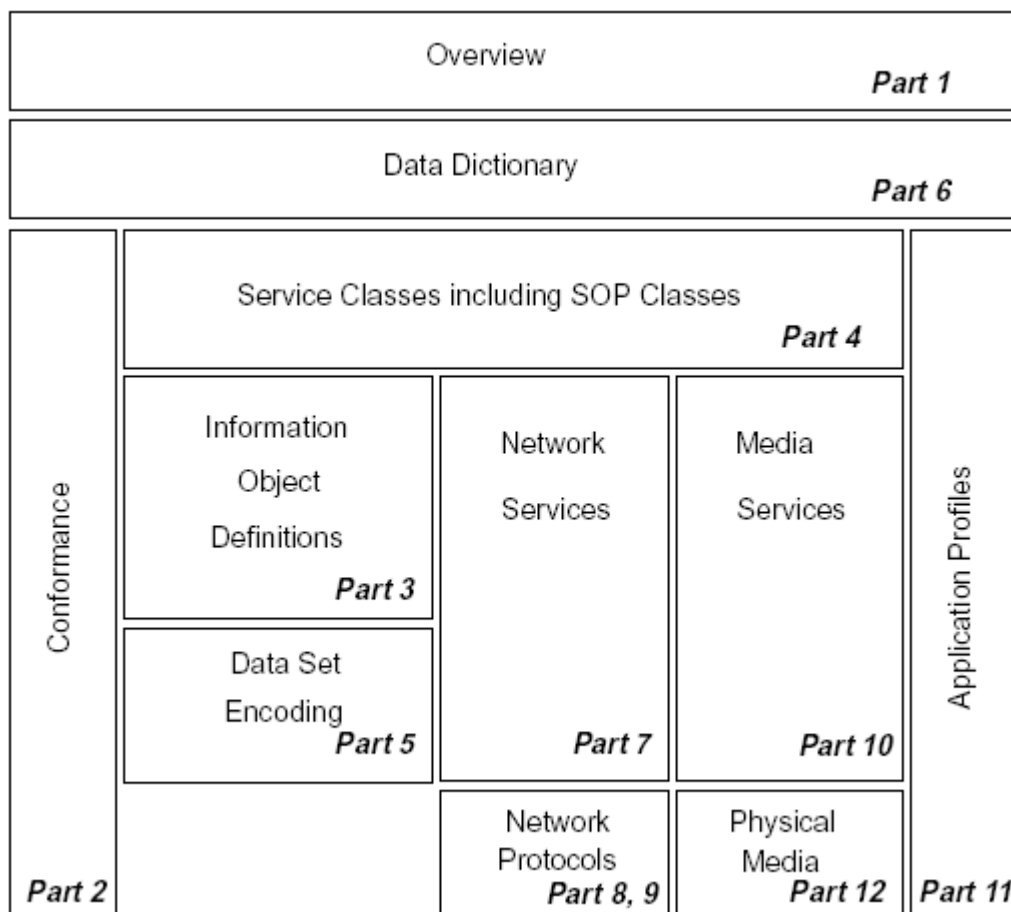 Overview
Part 1
Data Dictionary
Part 6
Conformance
Part 2
Service Classes including SOP Classes
Part 4
Information
Object
Definitions
Part 3
Data Set
Encoding
Part 5
Network
Services
Part 7
Network
Protocols
Part 8, 9
Media
Services
Part 10
Physical
Media
Part 12
Application Profiles
Part 11